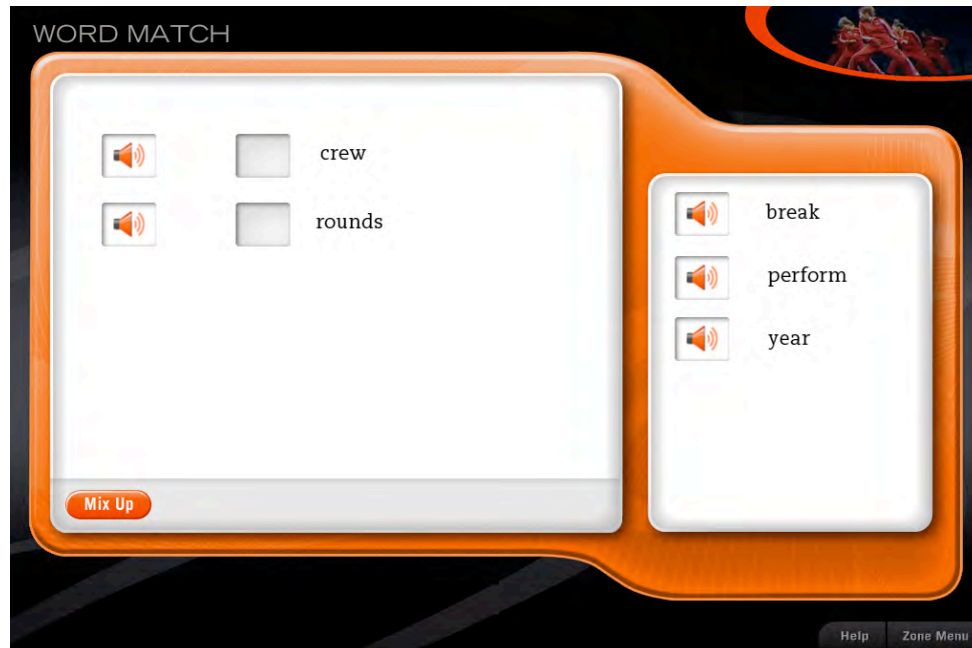 WORD MATCH
crew
rounds
break
perform
year
Mix Up
Help
Zone Menu